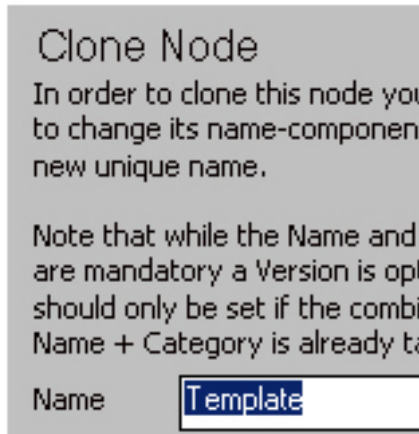 Clone Node
In order to clone this node
to change its
new unique name.
Note that while the Name and
are mandatory a Version is
should only be set if the
Name + Category is already
Name Template